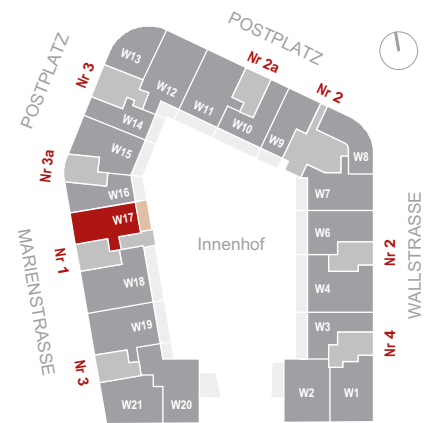 POSTPLATZ
POSTPLATZ
Nr 3
Nr 2a
Nr 2
W13
W12
W11
W10
W9
W8
W14
W15
Nr 3a
W16
W7
W17
W6
WALLSTRASSE
Innenhof
Nr 2
MARIENSTRASSE
Nr 1
W18
W4
W19
W3
Nr 4
Nr 3
W21
W20
W2
W1